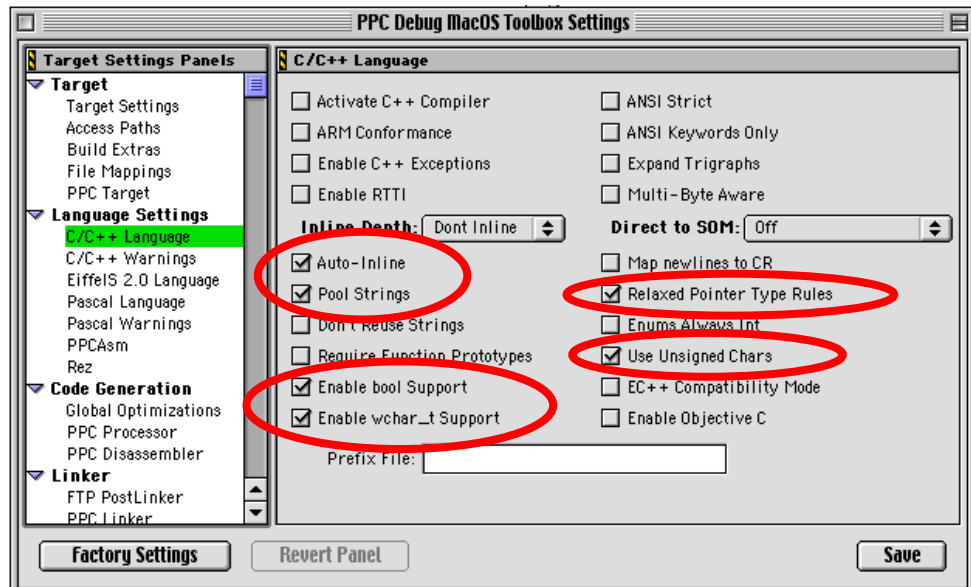 PPC Debug MacOS Toolbox Settings
Target Settings Panels
Target
Target Settings
Access Paths
Build Extras
File Mappings
PPC Target
Language Settings
C/C++ Language
C/C++ Warnings
EiffelS 2.0 Language
Pascal Language
Pascal Warnings
PPCAsm
Rez
Code Generation
Global Optimizations
PPC Processor
PPC Disassembler
Linker
FTP PostLinker
PPC Linker
C/C++ Language
Activate C++ Compiler
ANSI Strict
ARM Conformance
ANSI Keywords Only
Enable C++ Exceptions
Expand Trigraphs
Enable RTTI
Multi-Byte Aware
Inline Depth: Dont Inline
Direct to SOM: Off
Auto-Inline
Map newlines to CR
Pool Strings
Relaxed Pointer Type Rules
Don't Reuse Strings
Enums Always Int
Require Function Prototypes
Use Unsigned Chars
Enable bool Support
EC++ Compatibility Mode
Enable wchar_t Support
Enable Objective C
Prefix File:
Factory Settings
Revert Panel
Save